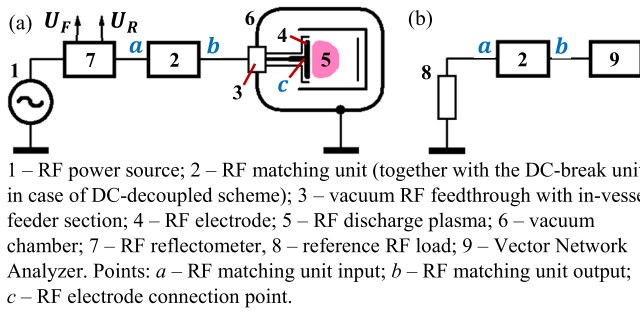 (a) U_F U_R 6 (b)
4
a b a b
7 2 5 2 9
1 c 8
3
1 – RF power source; 2 – RF matching unit (together with the DC-break unit
in case of DC-decoupled scheme); 3 – vacuum RF feedthrough with in-vesse
feeder section; 4 – RF electrode; 5 – RF discharge plasma; 6 – vacuum
chamber; 7 – RF reflectometer, 8 – reference RF load; 9 – Vector Network
Analyzer. Points: a – RF matching unit input; b – RF matching unit output;
c – RF electrode connection point.